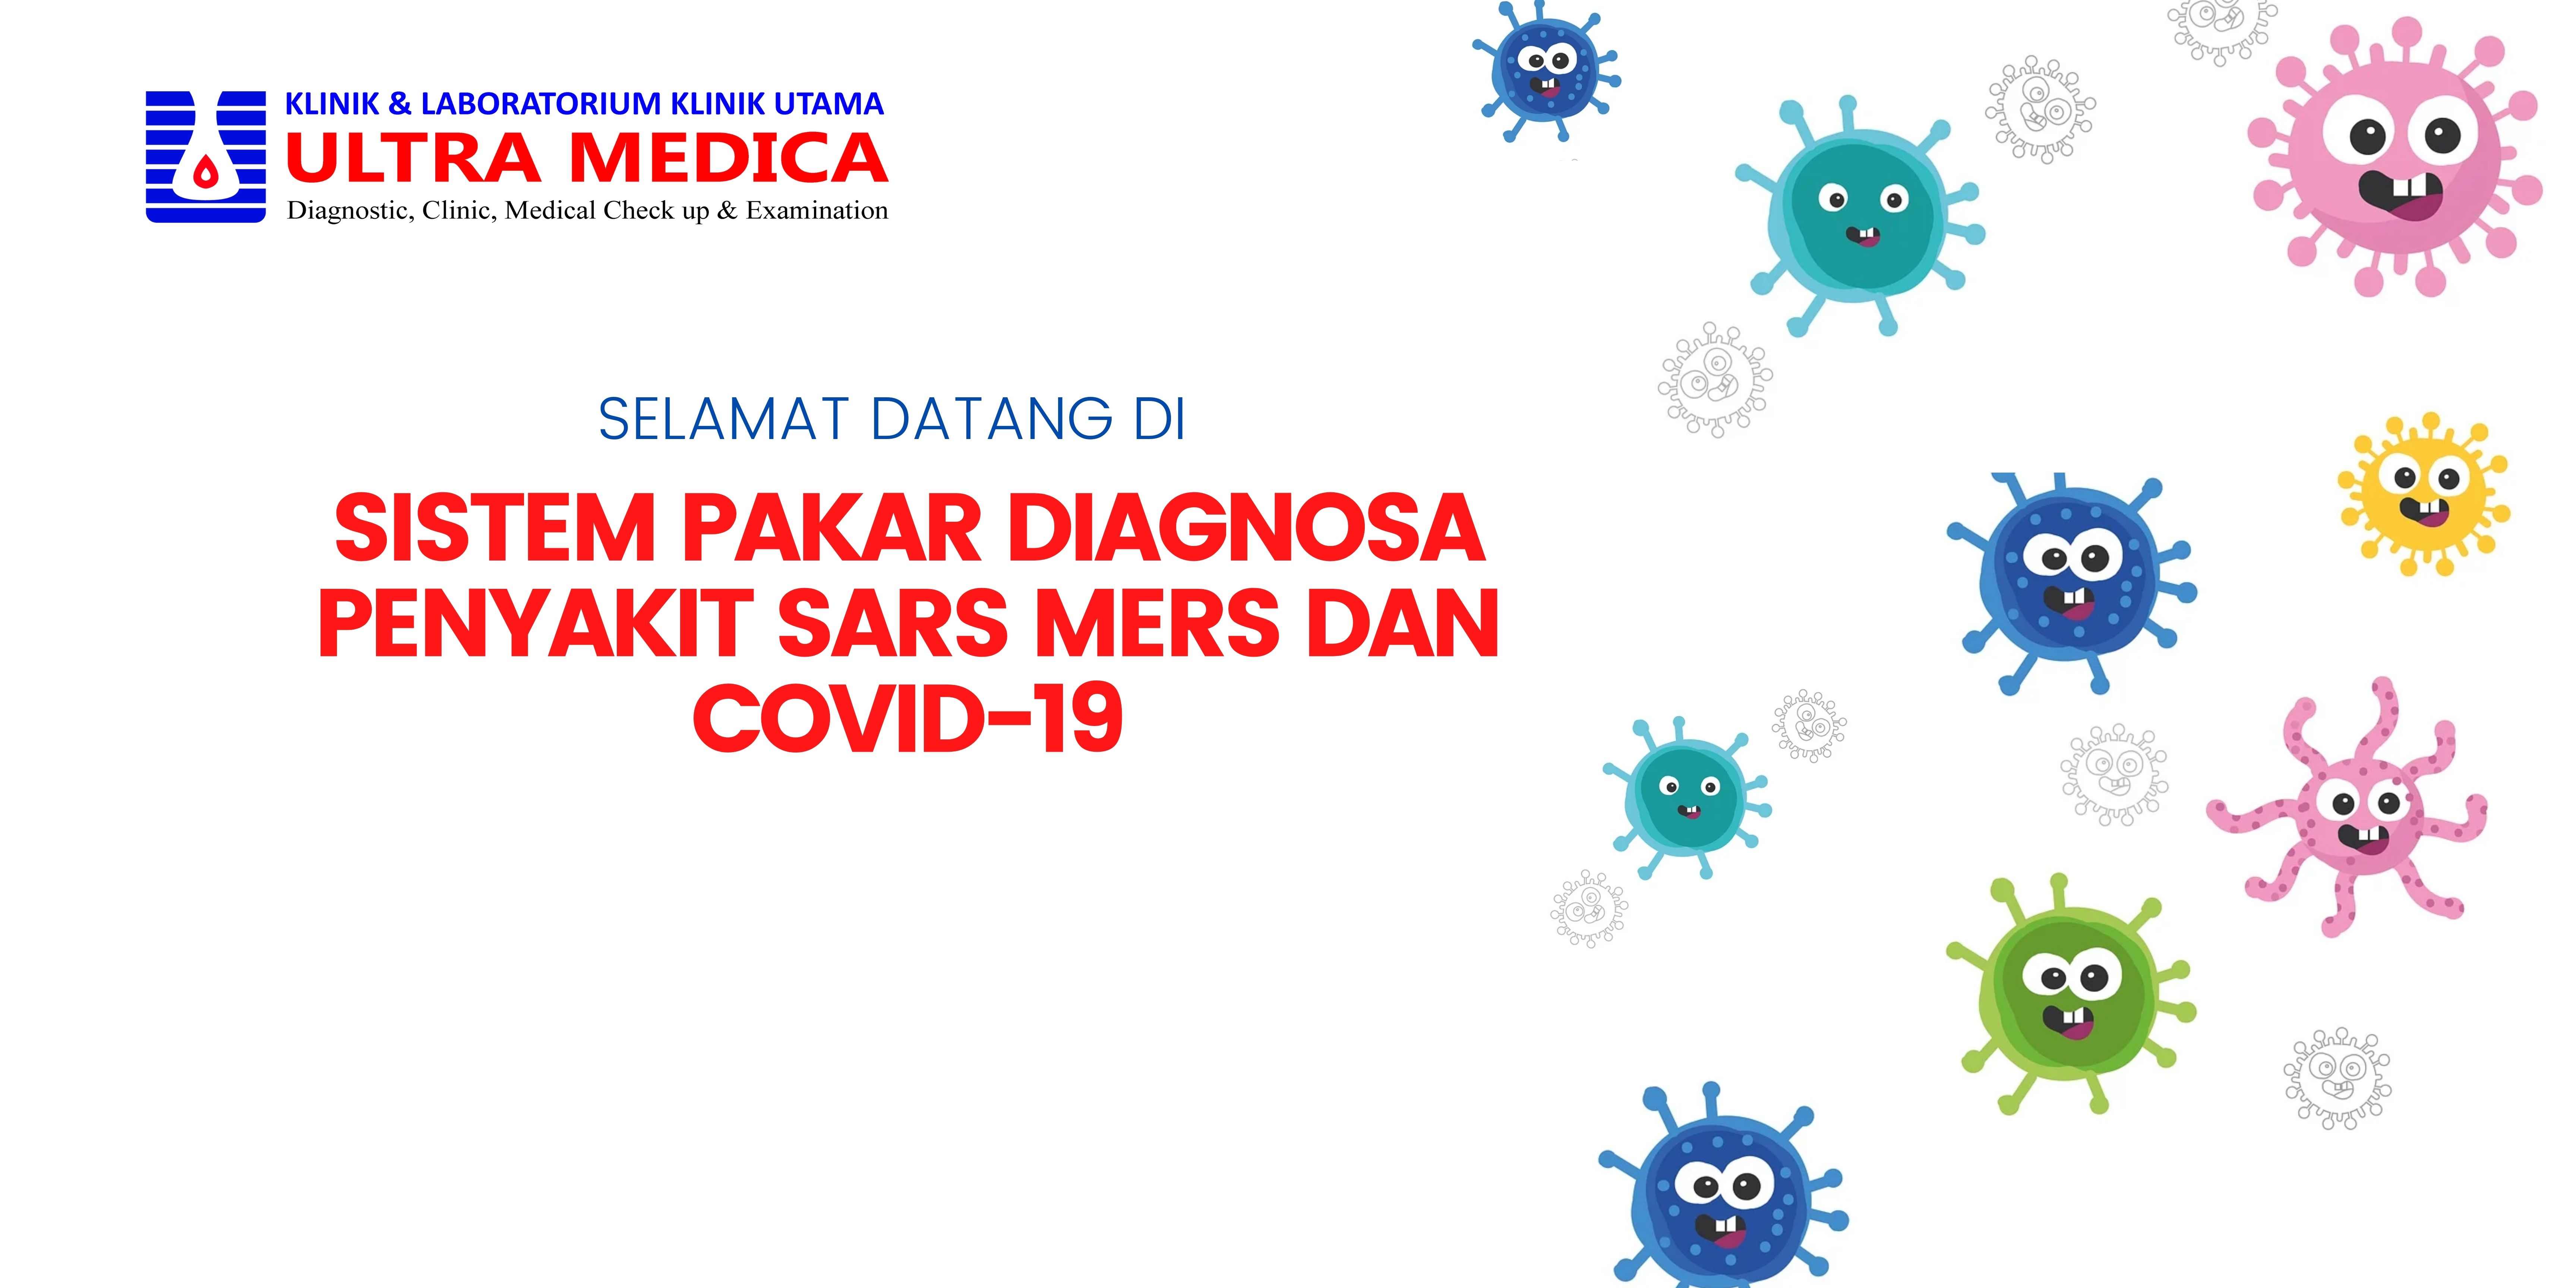 KLINIK & LABORATORIUM KLINIK UTAMA
ULTRA MEDICA
Diagnostic, Clinic, Medical Check up & Examination
SELAMAT DATANG DI
SISTEM PAKAR DIAGNOSA
PENYAKIT SARS MERS DAN
COVID-19